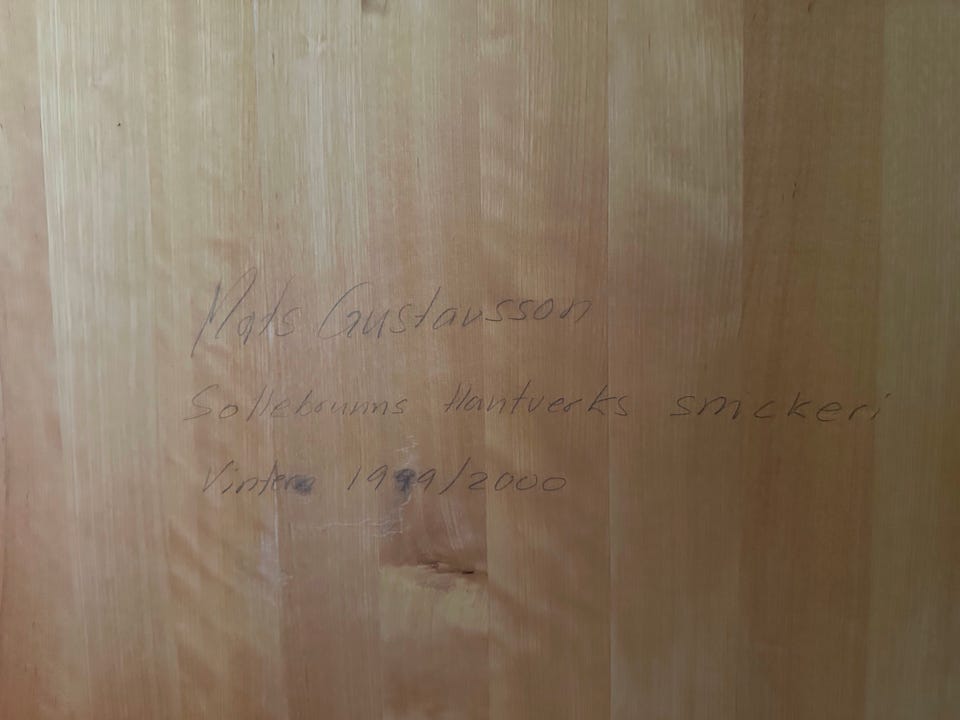 Mats Gustavsson
Sollebrunns Hantverks snickeri
Vintern 1999/2000